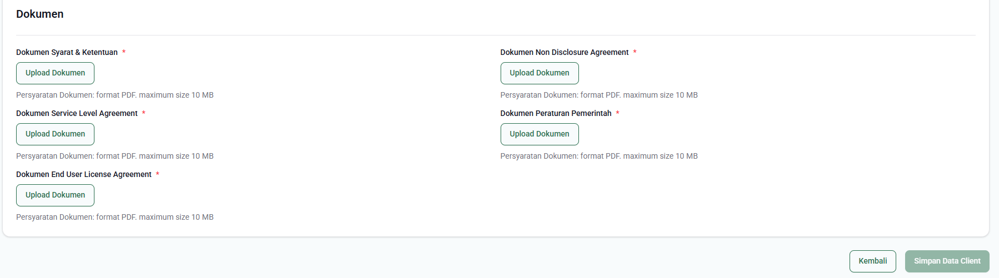 Dokumen
Dokumen Syarat & Ketentuan *
Upload Dokumen
Persyaratan Dokumen: format PDF. maximum size 10 MB
Dokumen Non Disclosure Agreement *
Upload Dokumen
Persyaratan Dokumen: format PDF. maximum size 10 MB
Dokumen Service Level Agreement *
Upload Dokumen
Persyaratan Dokumen: format PDF. maximum size 10 MB
Dokumen Peraturan Pemerintah *
Upload Dokumen
Persyaratan Dokumen: format PDF. maximum size 10 MB
Dokumen End User License Agreement *
Upload Dokumen
Persyaratan Dokumen: format PDF. maximum size 10 MB
Kembali
Simpan Data Client